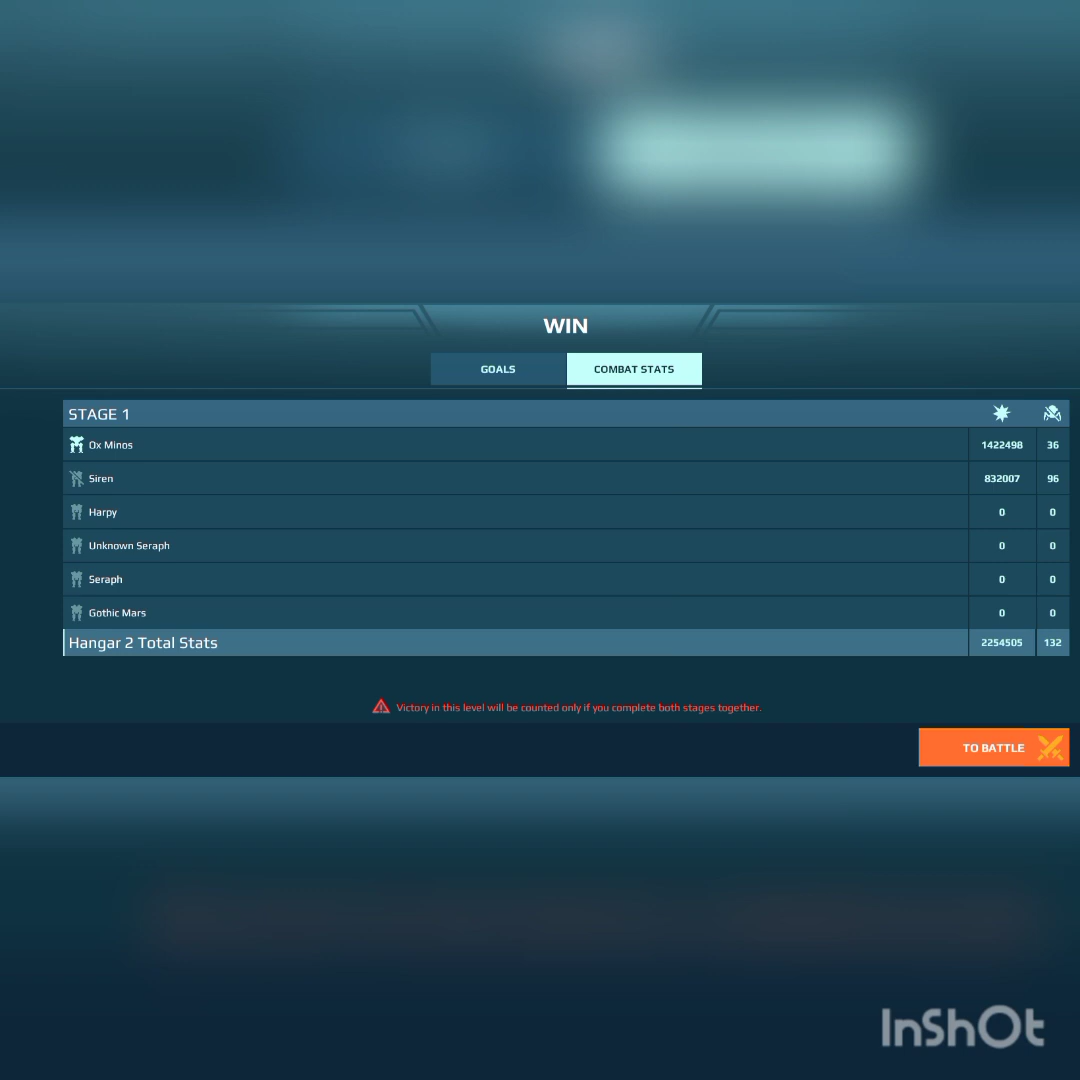 WIN
GOALS COMBAT STATS
STAGE 1
Ox Minos 1422498 36
Siren 832007 96
Harpy 0 0
Unknown Seraph 0 0
Seraph 0 0
Gothic Mars 0 0
Hangar 2 Total Stats 2254505 132
Victory in this level will be counted only if you complete both stages together.
TO BATTLE
InShOt